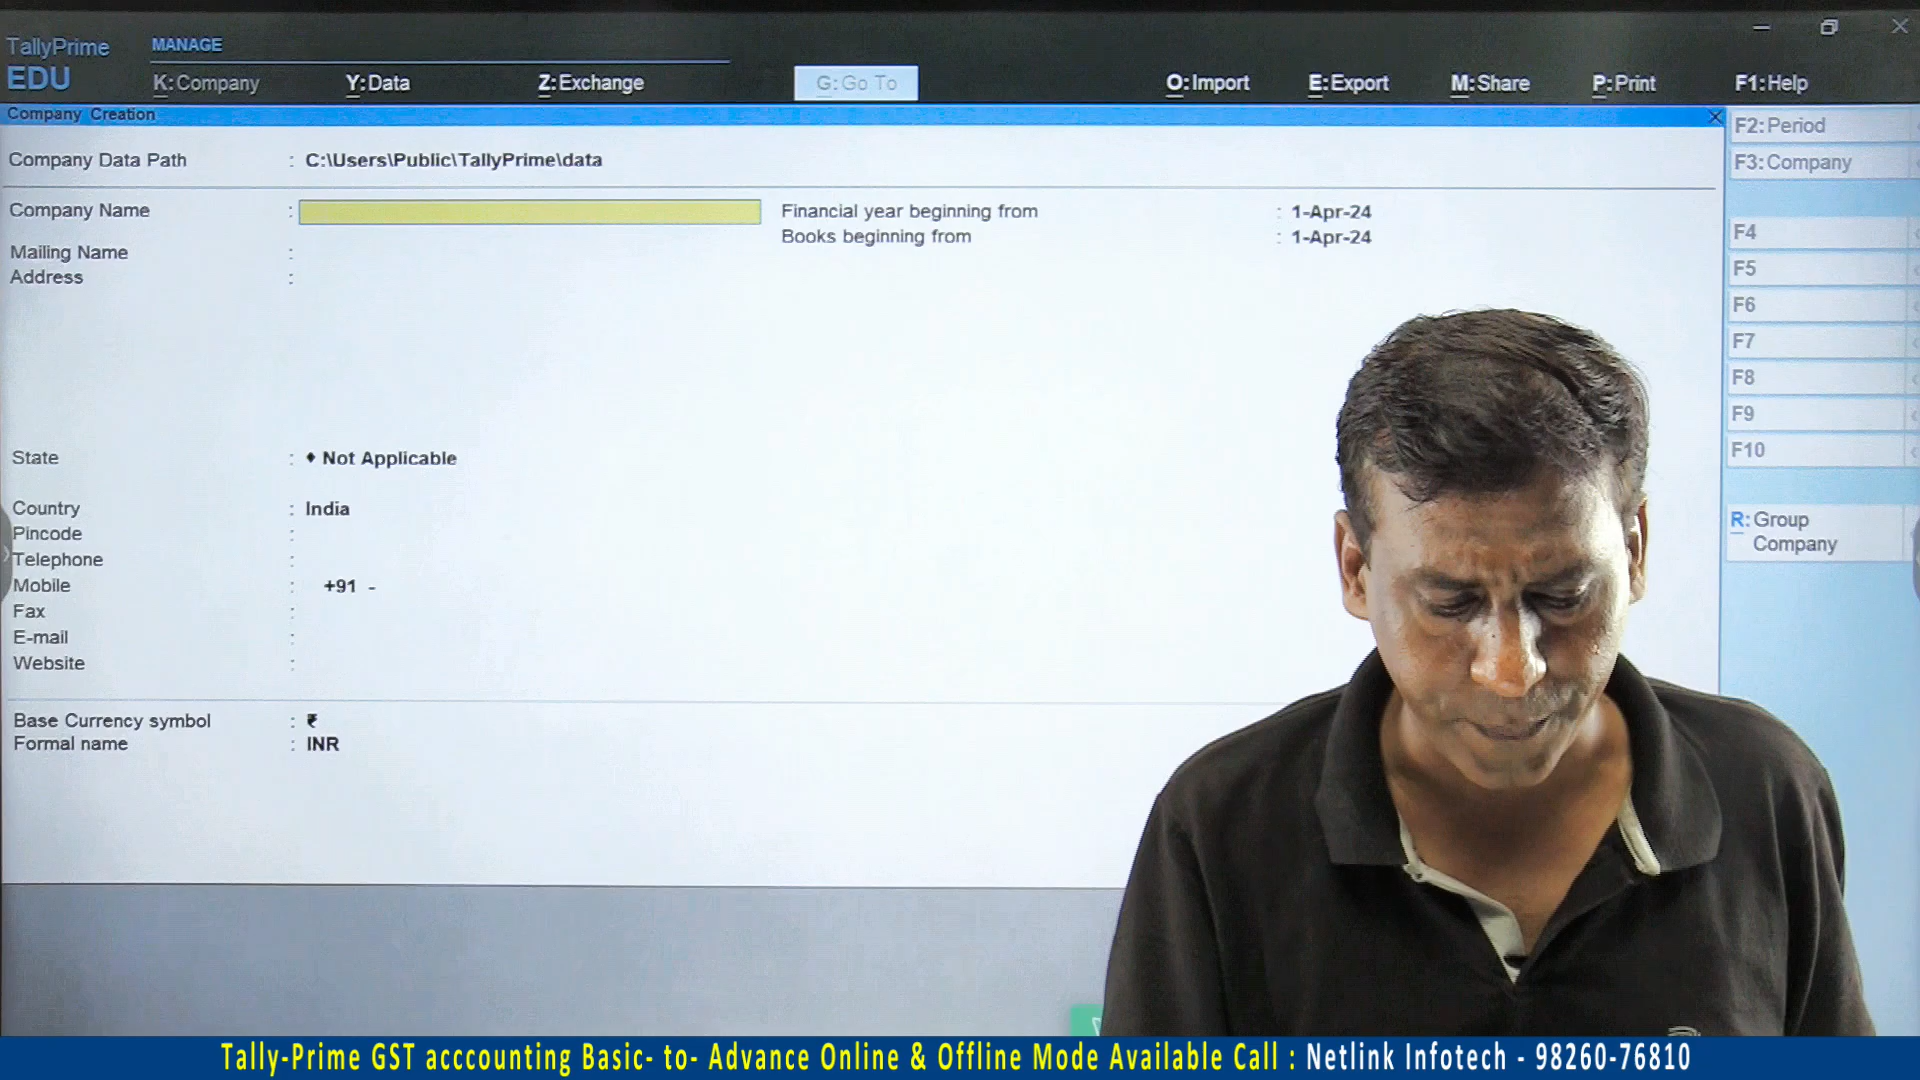 TallyPrime
EDU
MANAGE
K:Company
Y:Data
Z:Exchange
G:Go To
O:Import
E:Export
M:Share
P:Print
F1:Help
Company Creation
Company Data Path : C:\Users\Public\TallyPrime\data
Company Name :
Financial year beginning from : 1-Apr-24
Books beginning from : 1-Apr-24
Mailing Name :
Address :
State : ♦ Not Applicable
Country : India
Pincode :
Telephone :
Mobile : +91 -
Fax :
E-mail :
Website :
Base Currency symbol : ₹
Formal name : INR
F2:Period
F3:Company
F4
F5
F6
F7
F8
F9
F10
R:Group
Company
Tally-Prime GST acccounting Basic- to- Advance Online & Offline Mode Available Call : Netlink Infotech - 98260-76810